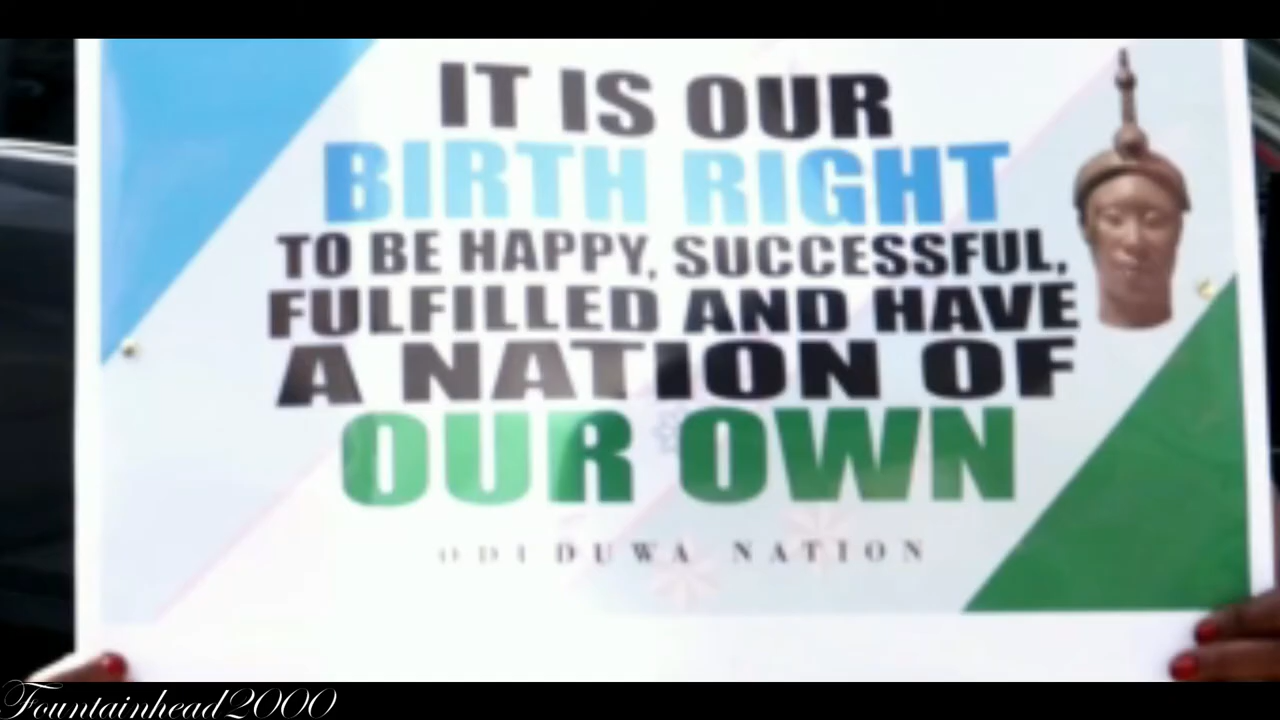 IT IS OUR
BIRTH RIGHT
TO BE HAPPY, SUCCESSFUL,
FULFILLED AND HAVE
A NATION OF
OUR OWN
ODUDUWA NATION
Fountainhead2000